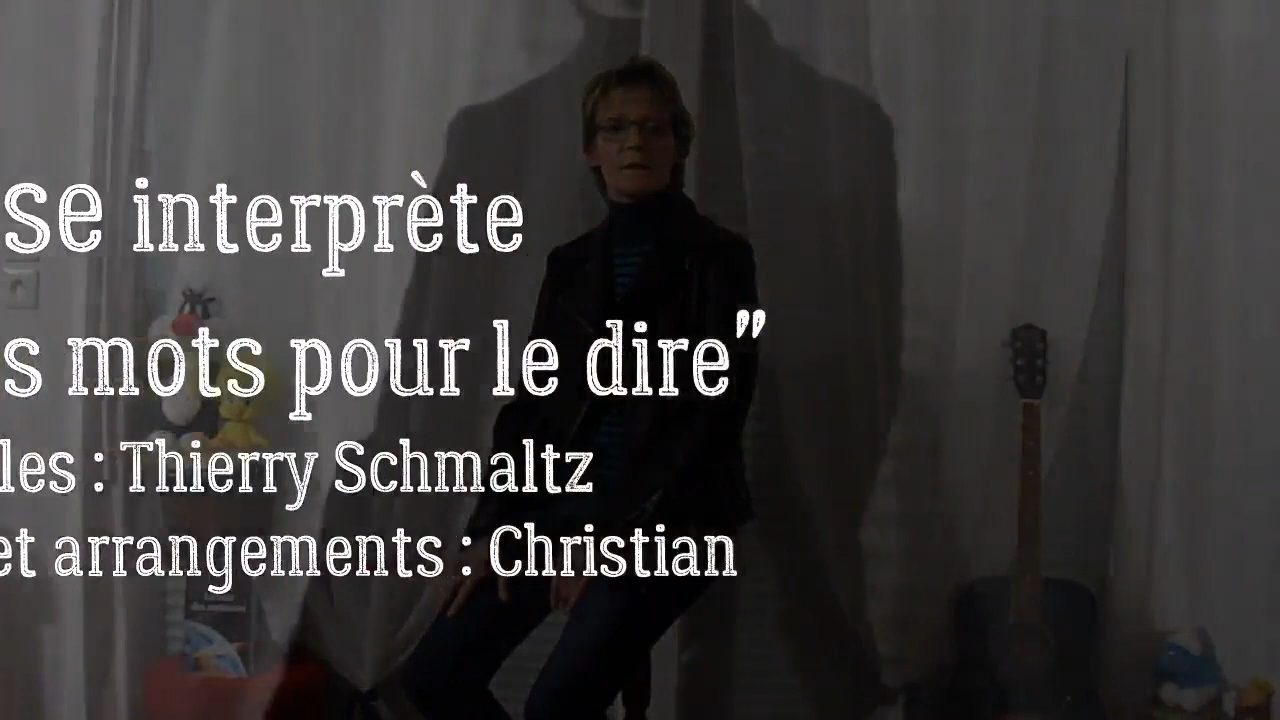 se interprète
s mots pour le dire”
les : Thierry Schmaltz
et arrangements : Christian